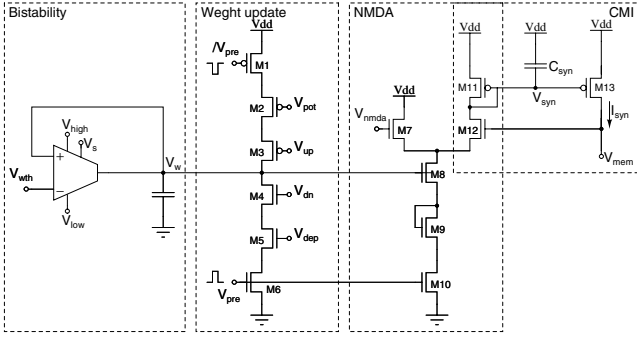 Bistability
Weght update
NMDA
CMI
Vdd
Vdd
Vdd
Vdd
Vdd
/Vpre
M1
M11
Csyn
M13
Vsyn
Isyn
M2
Vpot
Vnmda
M7
M12
Vhigh
Vs
M3
Vup
Vw
Vmem
+
Vwth
−
M8
M4
Vdn
Vlow
M5
Vdep
M9
Vpre
M6
M10